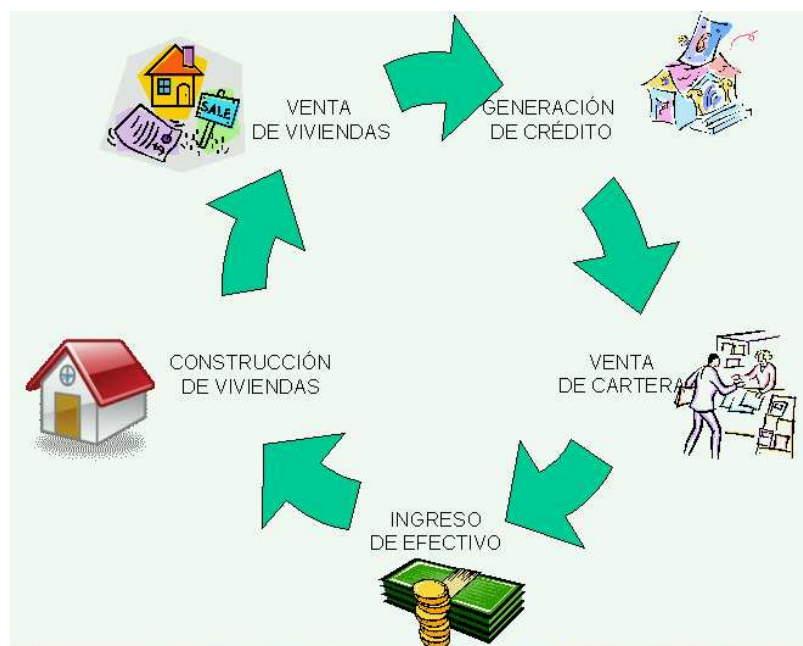 SALE
VENTA
DE VIVIENDAS
GENERACIÓN
DE CRÉDITO
VENTA
DE CARTERA
INGRESO
DE EFECTIVO
CONSTRUCCIÓN
DE VIVIENDAS